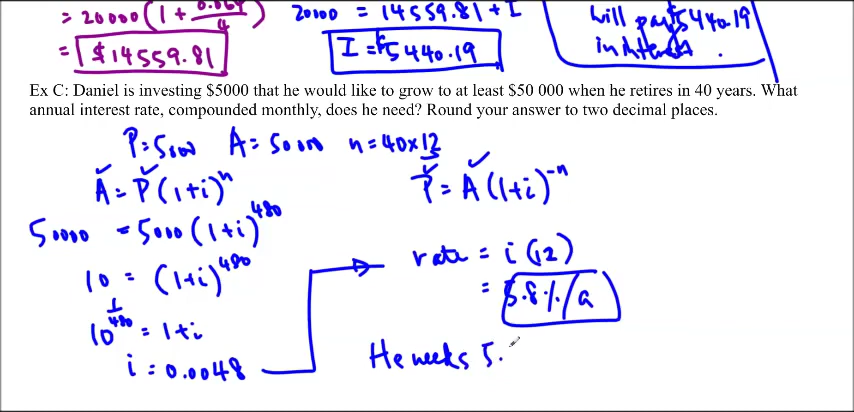 = 20000(1 + 0.064/4
20000 = 14559.81 + I
will pay $5440.19
= $14559.81
I = $5440.19
in interest.
Ex C: Daniel is investing $5000 that he would like to grow to at least $50 000 when he retires in 40 years. What
annual interest rate, compounded monthly, does he need? Round your answer to two decimal places.
P = 5000 A = 50000 n = 40 x 12
A = P(1+i)^n
P = A(1+i)^-n
50000 = 5000(1+i)^480
10 = (1+i)^480
rate = i(12)
10^1/480 = 1+i
= 5.8%/a
i = 0.0048
He needs 5.